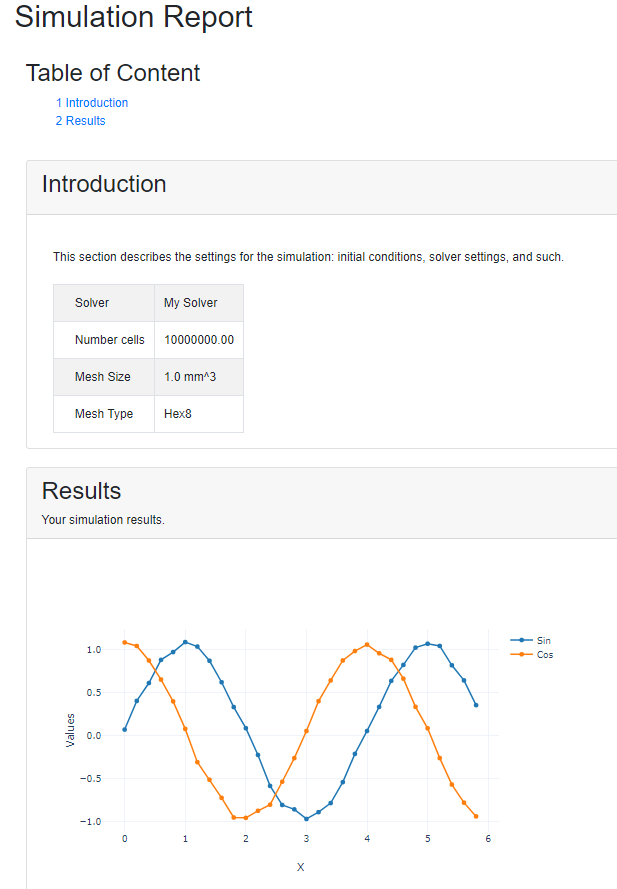 Simulation Report
Table of Content
1 Introduction
2 Results
Introduction
This section describes the settings for the simulation: initial conditions, solver settings, and such.
Solver My Solver
Number cells 10000000.00
Mesh Size 1.0 mm^3
Mesh Type Hex8
Results
Your simulation results.
Sin
Cos
1.0
0.5
0.0
−0.5
−1.0
Values
0 1 2 3 4 5 6
X